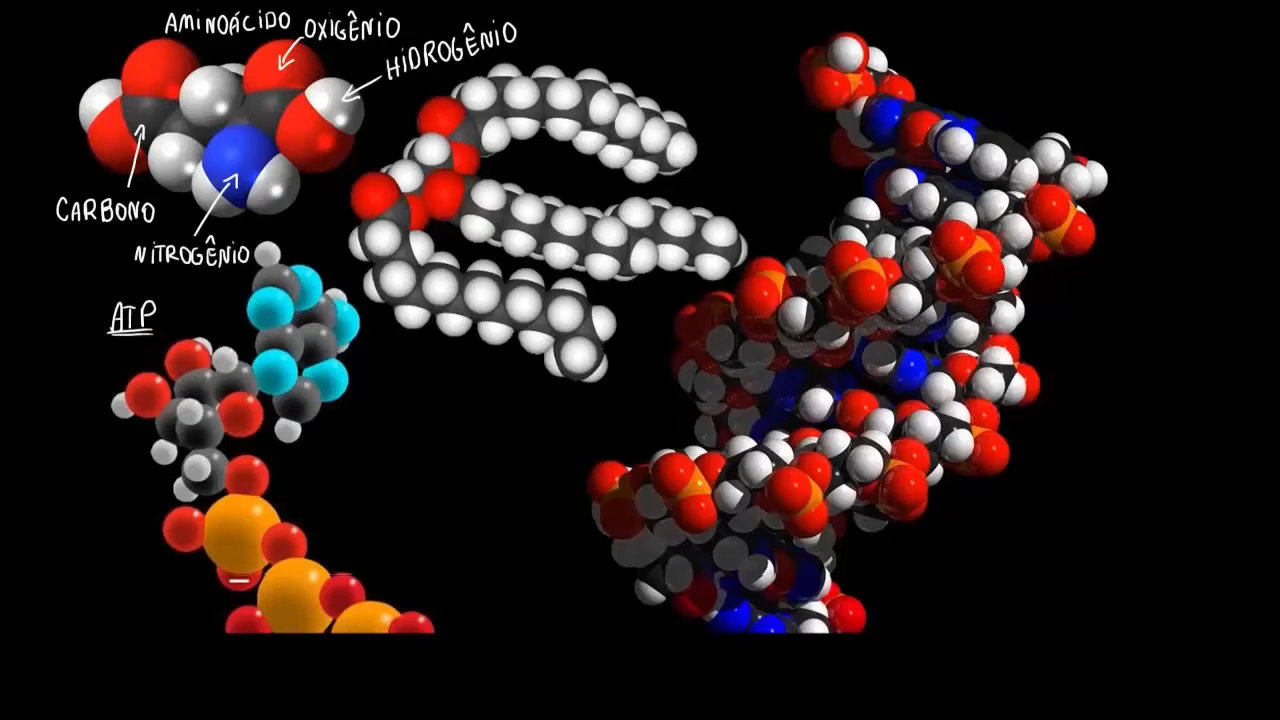 AMINOÁCIDO
OXIGÊNIO
HIDROGÊNIO
CARBONO
NITROGÊNIO
ATP